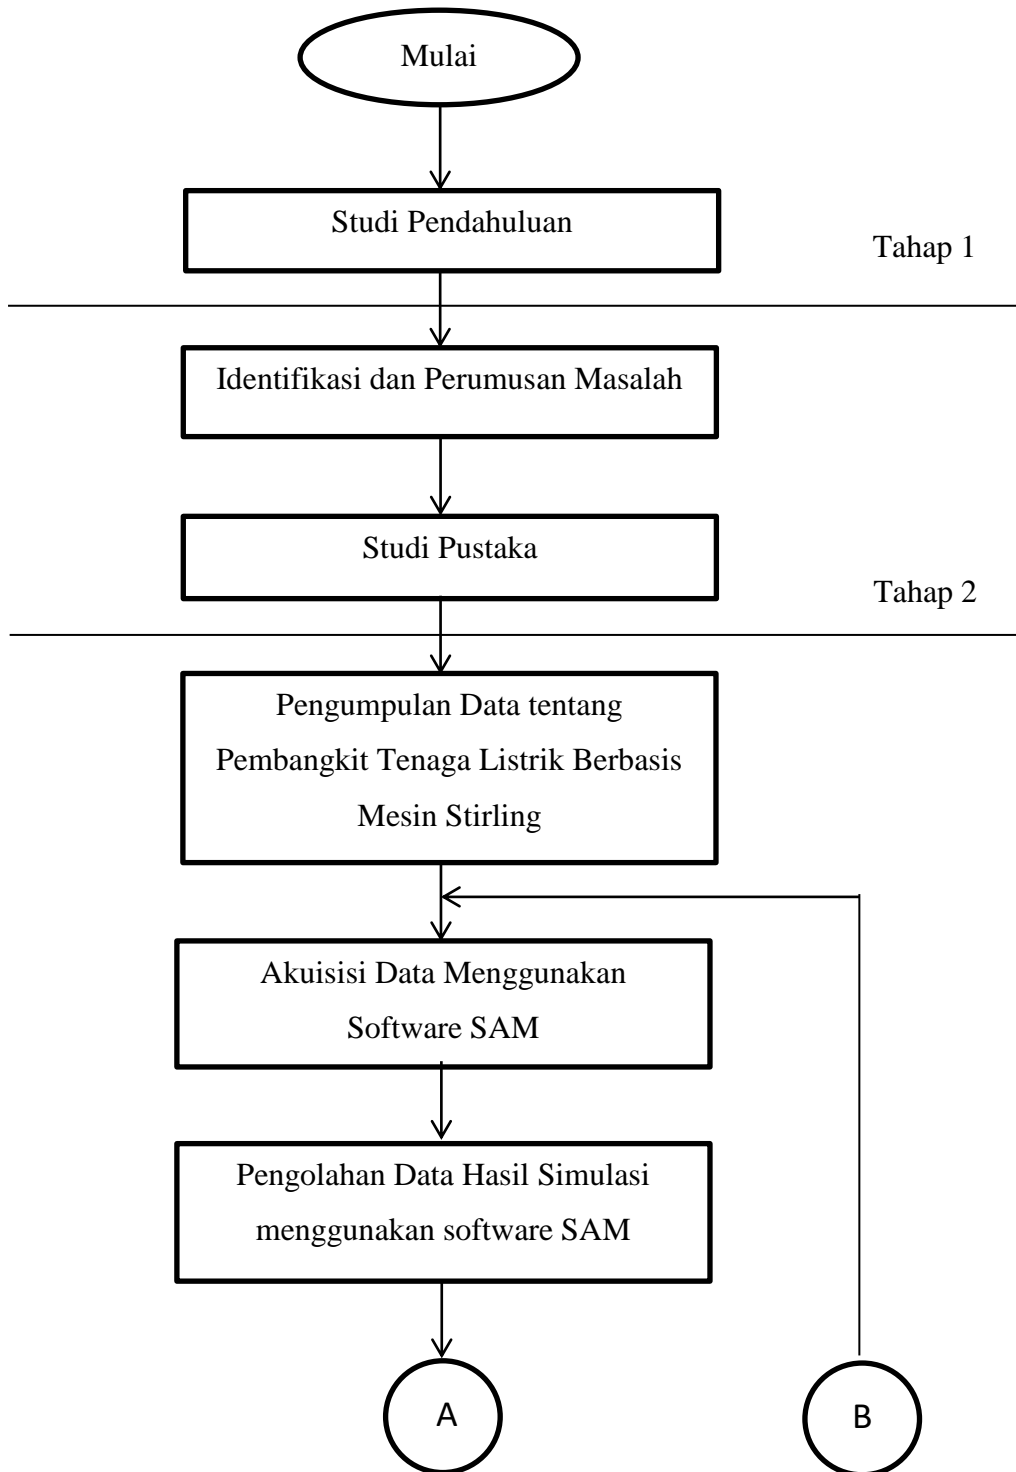 Mulai
Studi Pendahuluan
Tahap 1
Identifikasi dan Perumusan Masalah
Studi Pustaka
Tahap 2
Pengumpulan Data tentang
Pembangkit Tenaga Listrik Berbasis
Mesin Stirling
Akuisisi Data Menggunakan
Software SAM
Pengolahan Data Hasil Simulasi
menggunakan software SAM
A
B